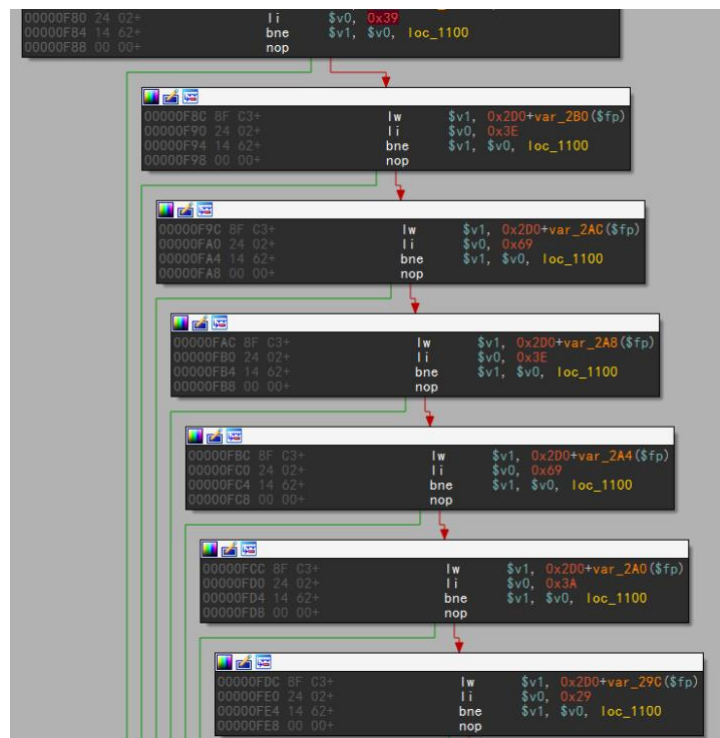 00000F80 24 02+ li $v0, 0x39
00000F84 14 62+ bne $v1, $v0, loc_1100
00000F88 00 00+ nop
00000F8C 8F C3+ lw $v1, 0x2D0+var_2B0($fp)
00000F90 24 02+ li $v0, 0x3E
00000F94 14 62+ bne $v1, $v0, loc_1100
00000F98 00 00+ nop
00000F9C 8F C3+ lw $v1, 0x2D0+var_2AC($fp)
00000FA0 24 02+ li $v0, 0x69
00000FA4 14 62+ bne $v1, $v0, loc_1100
00000FA8 00 00+ nop
00000FAC 8F C3+ lw $v1, 0x2D0+var_2A8($fp)
00000FB0 24 02+ li $v0, 0x3E
00000FB4 14 62+ bne $v1, $v0, loc_1100
00000FB8 00 00+ nop
00000FBC 8F C3+ lw $v1, 0x2D0+var_2A4($fp)
00000FC0 24 02+ li $v0, 0x69
00000FC4 14 62+ bne $v1, $v0, loc_1100
00000FC8 00 00+ nop
00000FCC 8F C3+ lw $v1, 0x2D0+var_2A0($fp)
00000FD0 24 02+ li $v0, 0x3A
00000FD4 14 62+ bne $v1, $v0, loc_1100
00000FD8 00 00+ nop
00000FDC 8F C3+ lw $v1, 0x2D0+var_29C($fp)
00000FE0 24 02+ li $v0, 0x29
00000FE4 14 62+ bne $v1, $v0, loc_1100
00000FE8 00 00+ nop